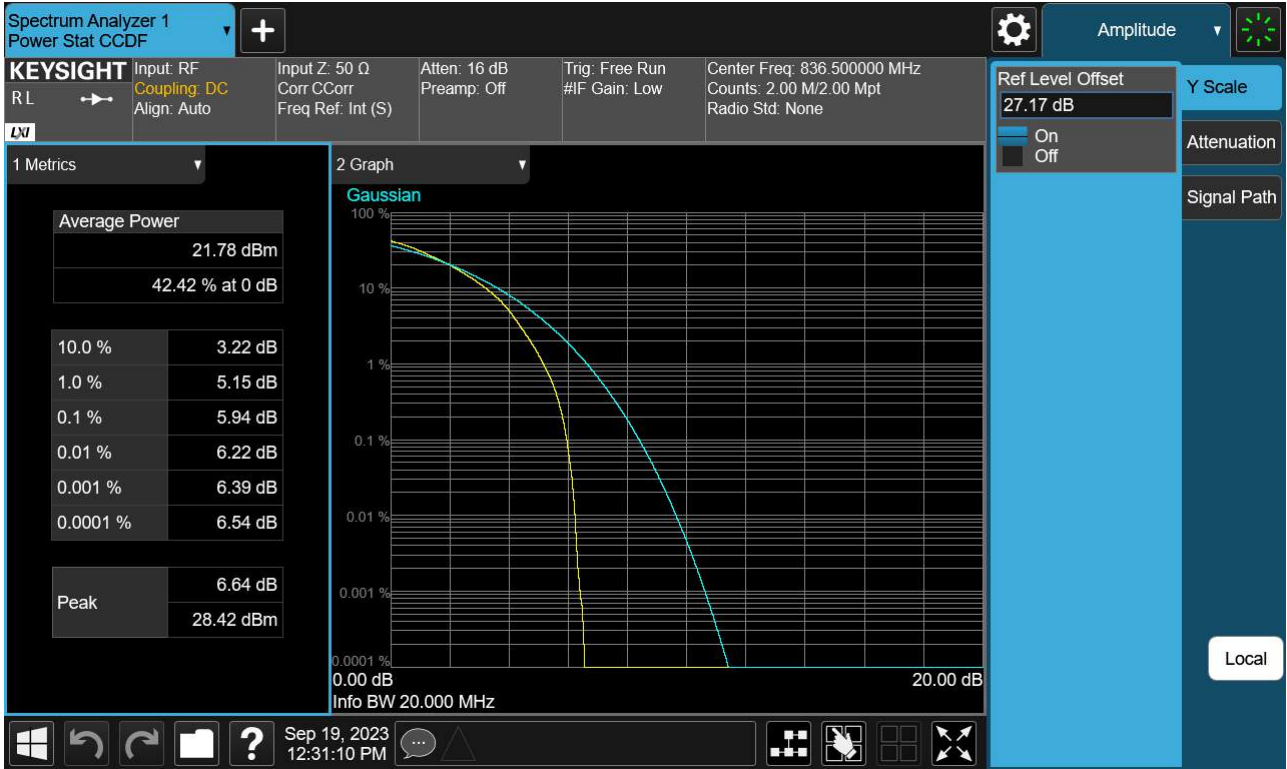 Spectrum Analyzer 1
Power Stat CCDF
+
Amplitude
KEYSIGHT
R L
LXI
Input: RF
Coupling: DC
Align: Auto
Input Z: 50 Ω
Corr CCorr
Freq Ref: Int (S)
Atten: 16 dB
Preamp: Off
Trig: Free Run
#IF Gain: Low
Center Freq: 836.500000 MHz
Counts: 2.00 M/2.00 Mpt
Radio Std: None
Ref Level Offset
27.17 dB
On
Off
Y Scale
Attenuation
Signal Path
Local
1 Metrics
Average Power
21.78 dBm
42.42 % at 0 dB
10.0 % 3.22 dB
1.0 % 5.15 dB
0.1 % 5.94 dB
0.01 % 6.22 dB
0.001 % 6.39 dB
0.0001 % 6.54 dB
Peak
6.64 dB
28.42 dBm
2 Graph
Gaussian
100 %
10 %
1 %
0.1 %
0.01 %
0.001 %
0.0001 %
0.00 dB 20.00 dB
Info BW 20.000 MHz
?
Sep 19, 2023
12:31:10 PM